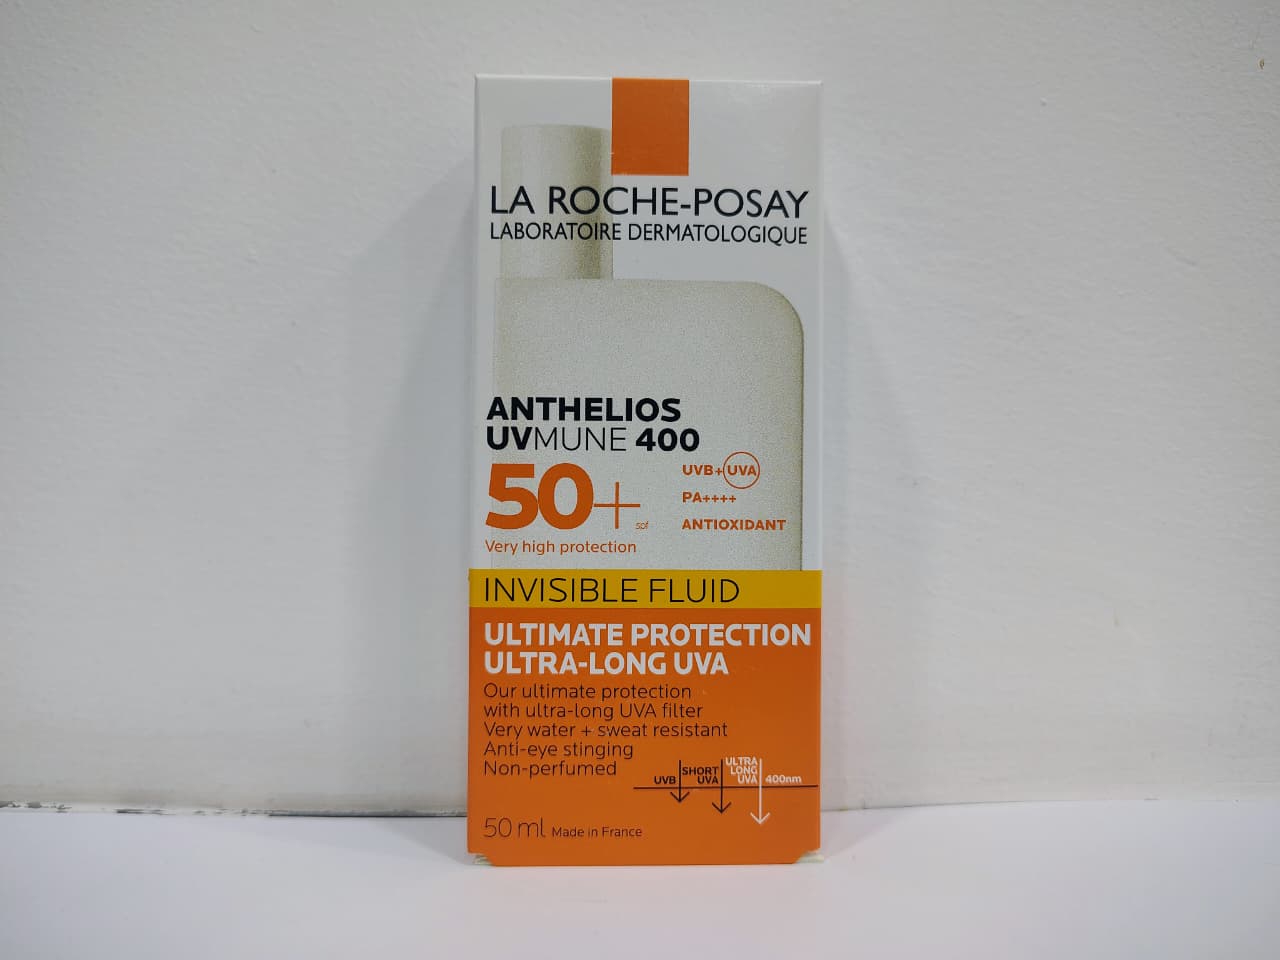 LA ROCHE-POSAY
LABORATOIRE DERMATOLOGIQUE
ANTHELIOS
UVMUNE 400
50+ spf
Very high protection
UVB+UVA
PA++++
ANTIOXIDANT
INVISIBLE FLUID
ULTIMATE PROTECTION
ULTRA-LONG UVA
Our ultimate protection
with ultra-long UVA filter
Very water + sweat resistant
Anti-eye stinging
Non-perfumed
UVB
SHORT
UVA
ULTRA
LONG
UVA
400nm
50 ml Made in France